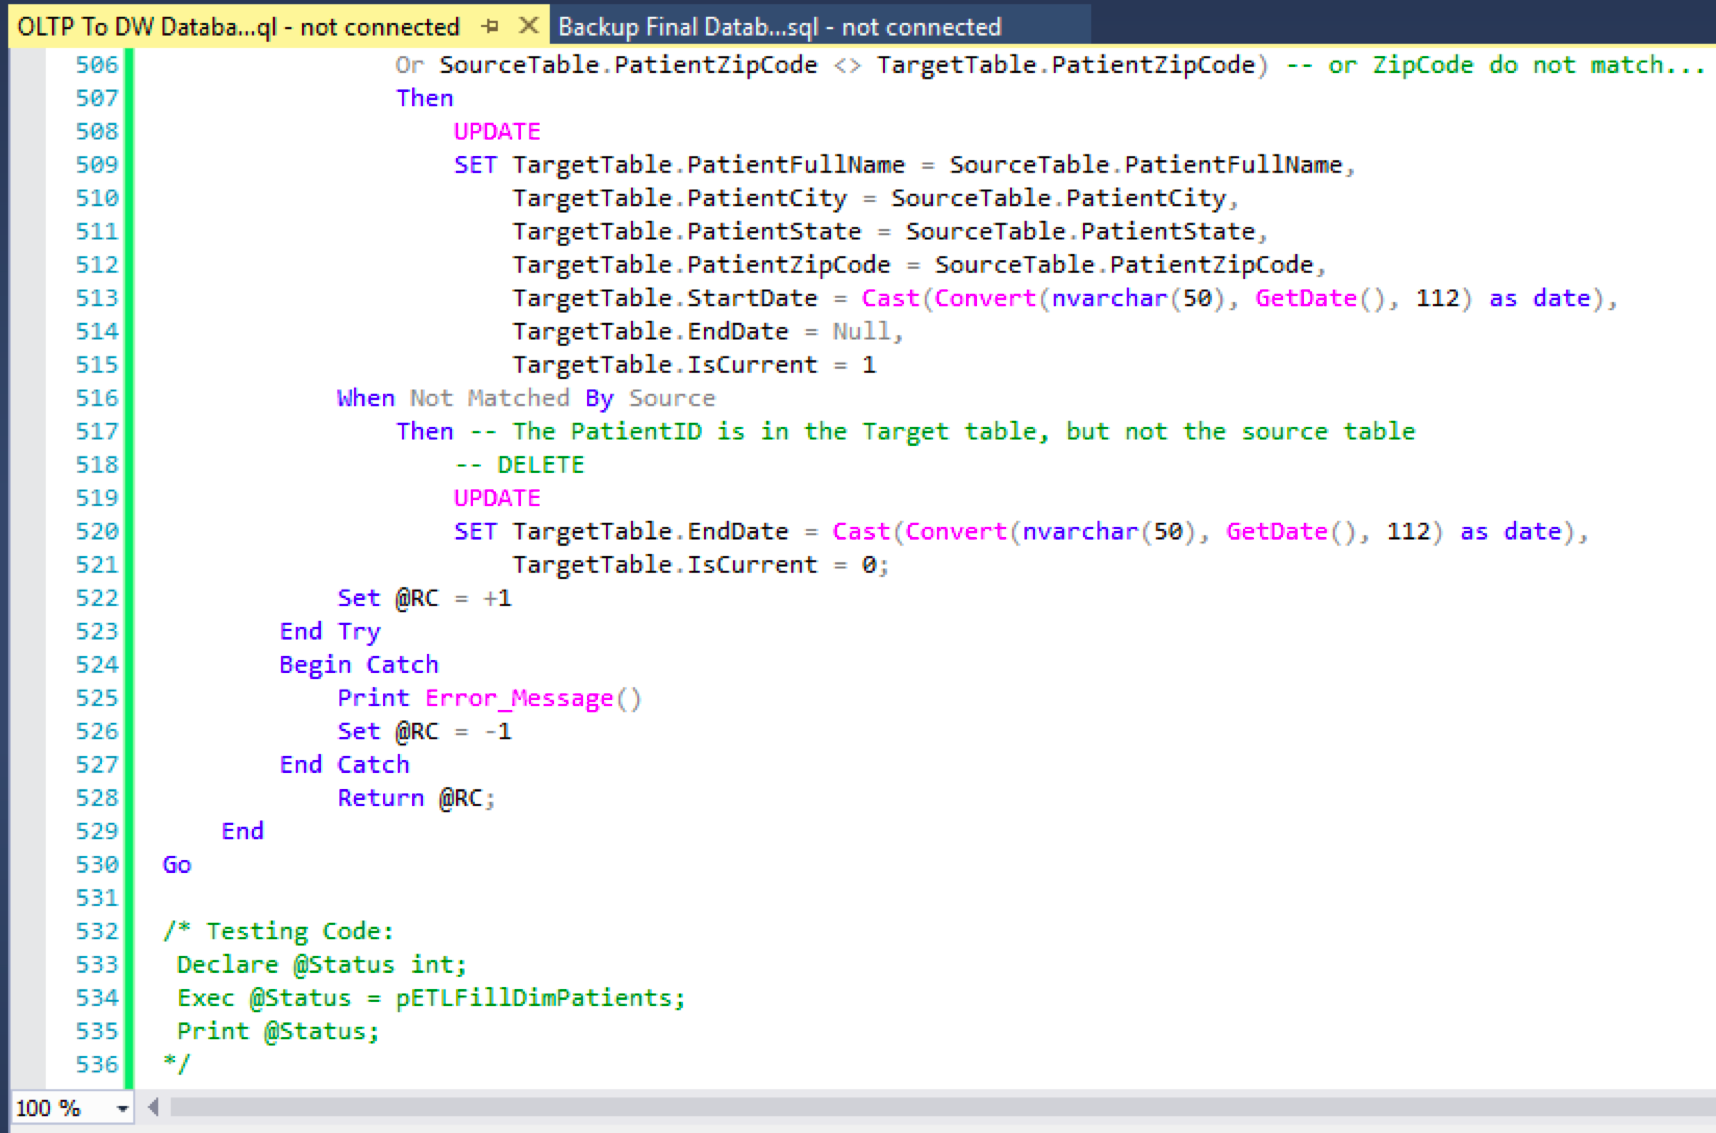 OLTP To DW Databa...ql - not connected
Backup Final Datab...sql - not connected
506 Or SourceTable.PatientZipCode <> TargetTable.PatientZipCode) -- or ZipCode do not match...
507 Then
508 UPDATE
509 SET TargetTable.PatientFullName = SourceTable.PatientFullName,
510 TargetTable.PatientCity = SourceTable.PatientCity,
511 TargetTable.PatientState = SourceTable.PatientState,
512 TargetTable.PatientZipCode = SourceTable.PatientZipCode,
513 TargetTable.StartDate = Cast(Convert(nvarchar(50), GetDate(), 112) as date),
514 TargetTable.EndDate = Null,
515 TargetTable.IsCurrent = 1
516 When Not Matched By Source
517 Then -- The PatientID is in the Target table, but not the source table
518 -- DELETE
519 UPDATE
520 SET TargetTable.EndDate = Cast(Convert(nvarchar(50), GetDate(), 112) as date),
521 TargetTable.IsCurrent = 0;
522 Set @RC = +1
523 End Try
524 Begin Catch
525 Print Error_Message()
526 Set @RC = -1
527 End Catch
528 Return @RC;
529 End
530 Go
531
532 /* Testing Code:
533 Declare @Status int;
534 Exec @Status = pETLFillDimPatients;
535 Print @Status;
536 */
100 %